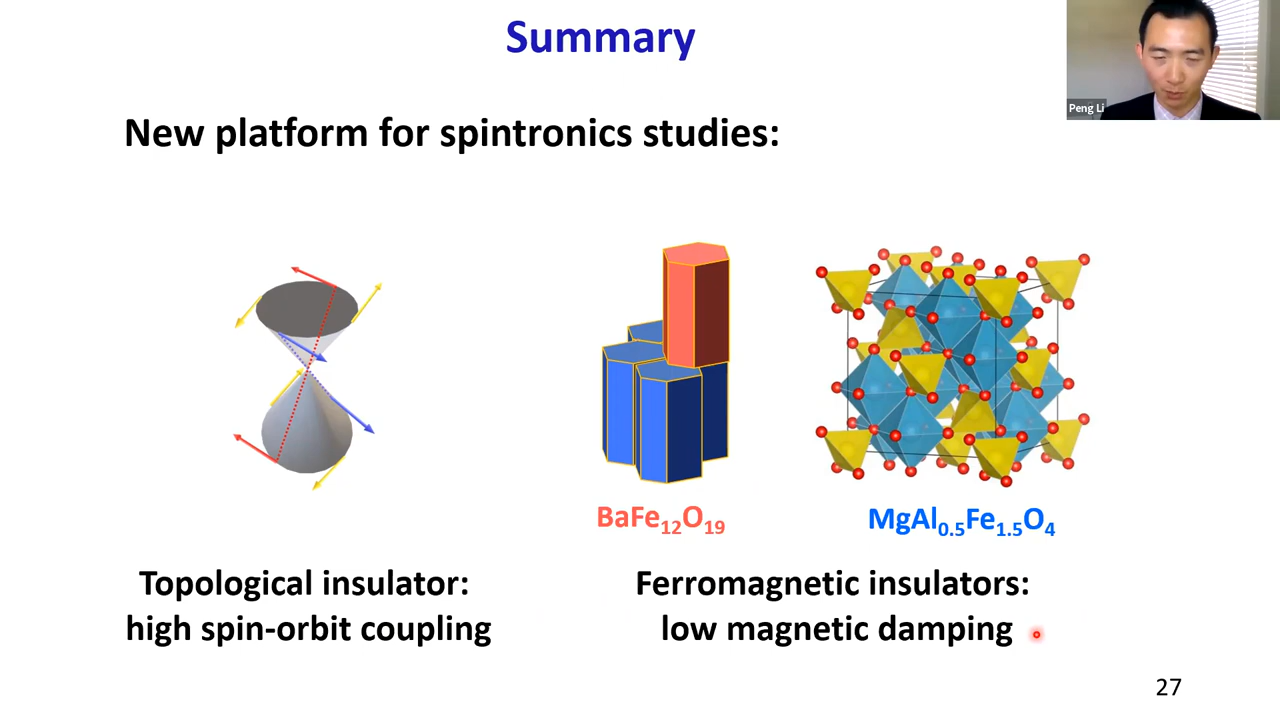 Summary
Peng Li
New platform for spintronics studies:
BaFe₁₂O₁₉
MgAl₀.₅Fe₁.₅O₄
Topological insulator:
high spin-orbit coupling
Ferromagnetic insulators:
low magnetic damping
27